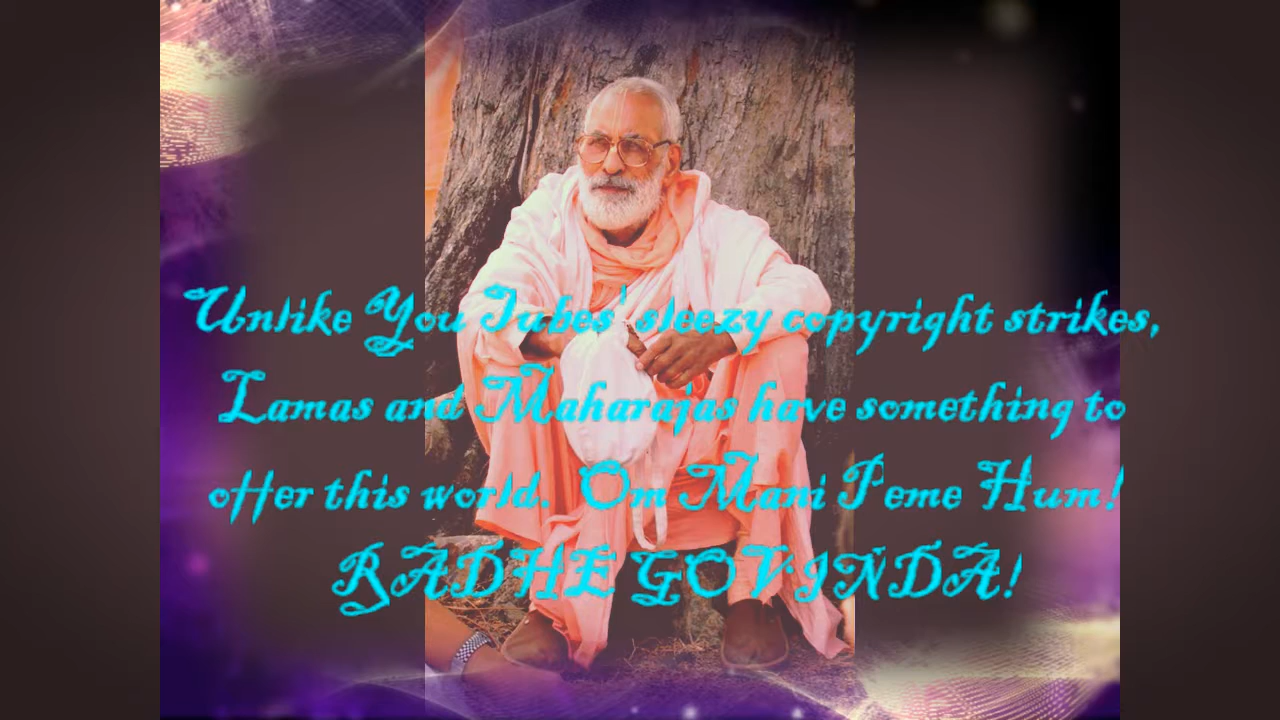 Unlike You Tubes' sleezy copyright strikes,
Lamas and Maharajas have something to
offer this world. Om Mani Peme Hum!
RADHE GOVINDA!